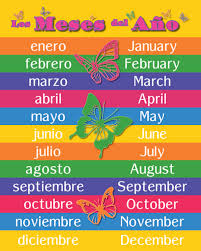 Los Meses del Año
enero January
febrero February
marzo March
abril April
mayo May
junio June
julio July
agosto August
septiembre September
octubre October
noviembre November
diciembre December